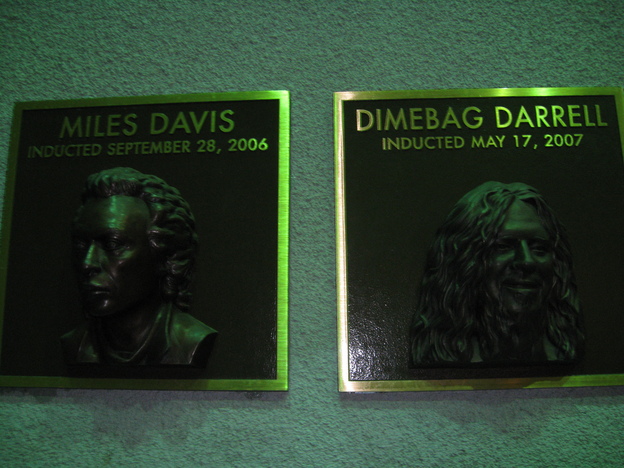 MILES DAVIS
INDUCTED SEPTEMBER 28, 2006
DIMEBAG DARRELL
INDUCTED MAY 17, 2007